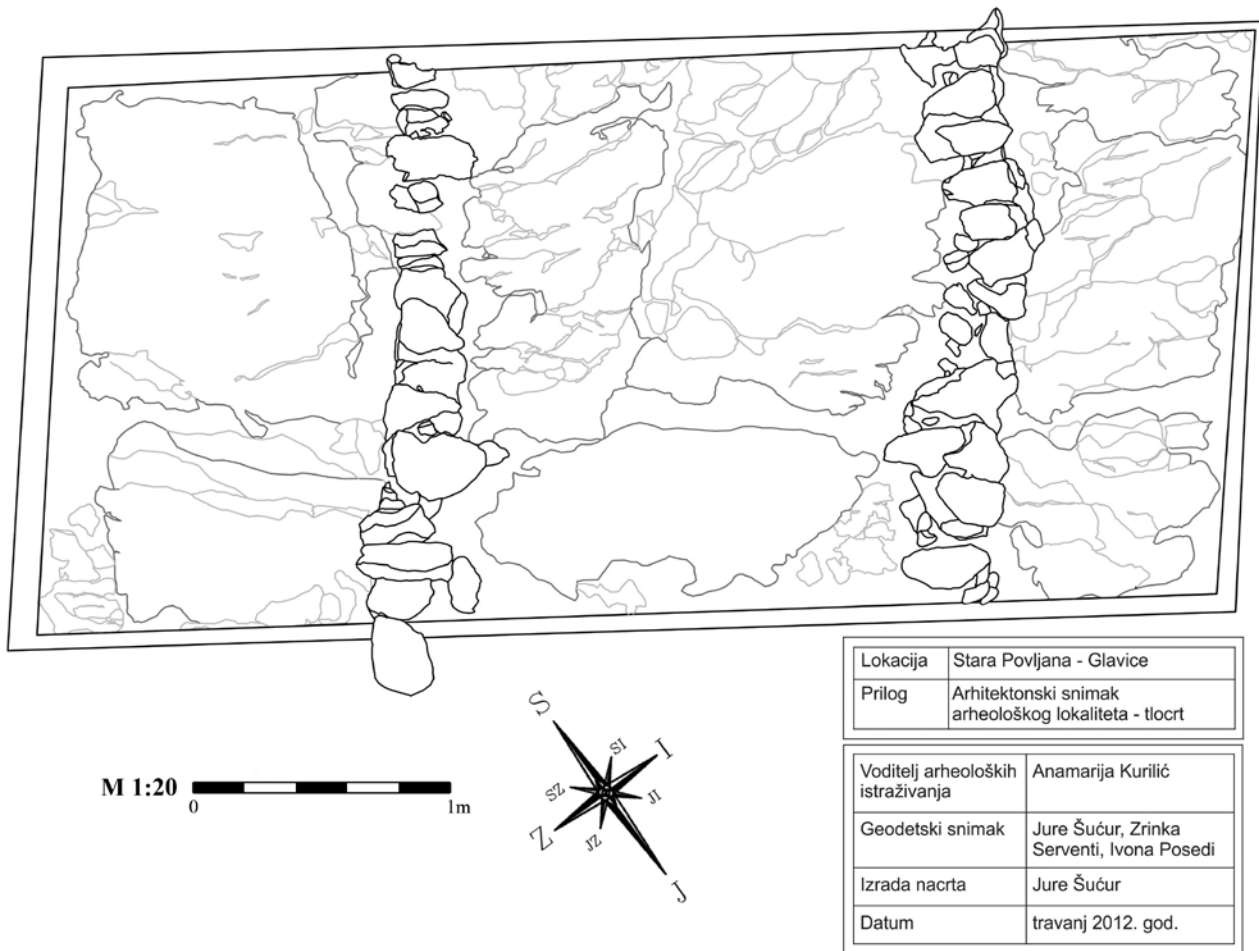 Lokacija Stara Povljana - Glavice
Prilog Arhitektonski snimak
arheološkog lokaliteta - tlocrt
S
SI
I
SZ
JI
Z
JZ
J
M 1:20
0 1m
Voditelj arheoloških Anamarija Kurilić
istraživanja
Geodetski snimak Jure Šućur, Zrinka
Serventi, Ivona Posedi
Izrada nacrta Jure Šućur
Datum travanj 2012. god.